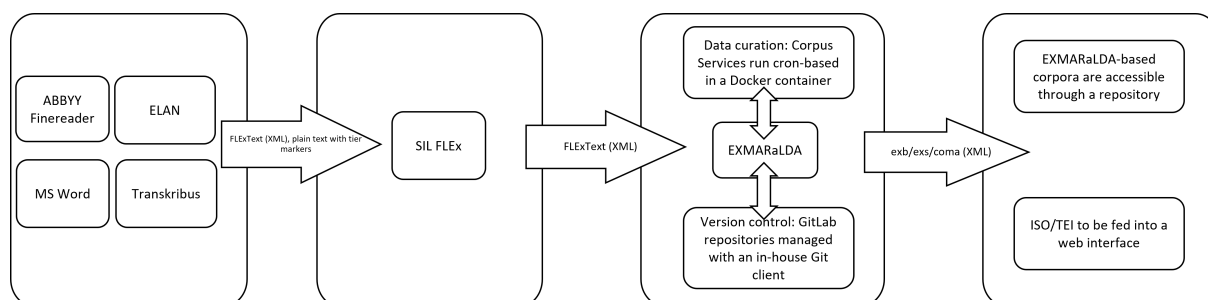 ABBYY
Finereader
ELAN
MS Word
Transkribus
FLExText (XML), plain text with tier
markers
SIL FLEx
FLExText (XML)
Data curation: Corpus
Services run cron-based
in a Docker container
EXMARaLDA
Version control: GitLab
repositories managed
with an in-house Git
client
exb/exs/coma (XML)
EXMARaLDA-based
corpora are accessible
through a repository
ISO/TEI to be fed into a
web interface